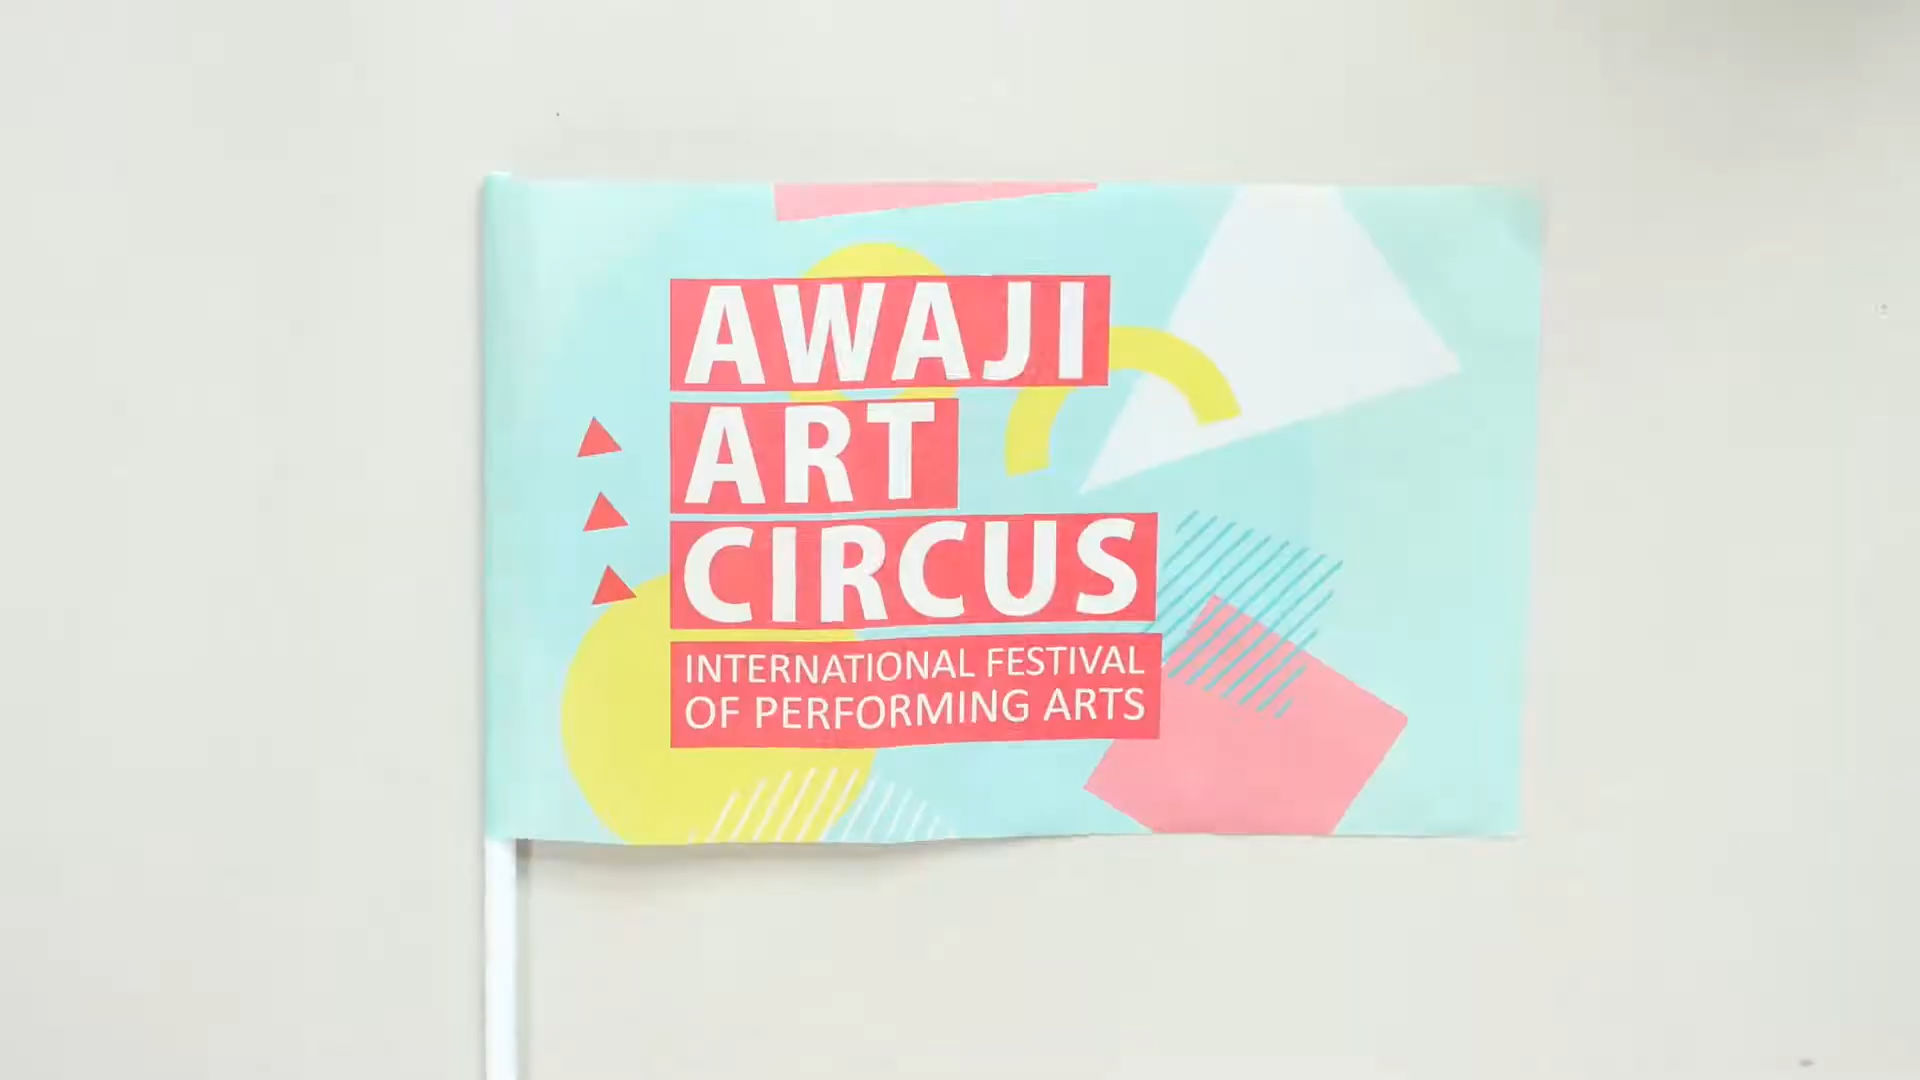 AWAJI
ART
CIRCUS
INTERNATIONAL FESTIVAL
OF PERFORMING ARTS